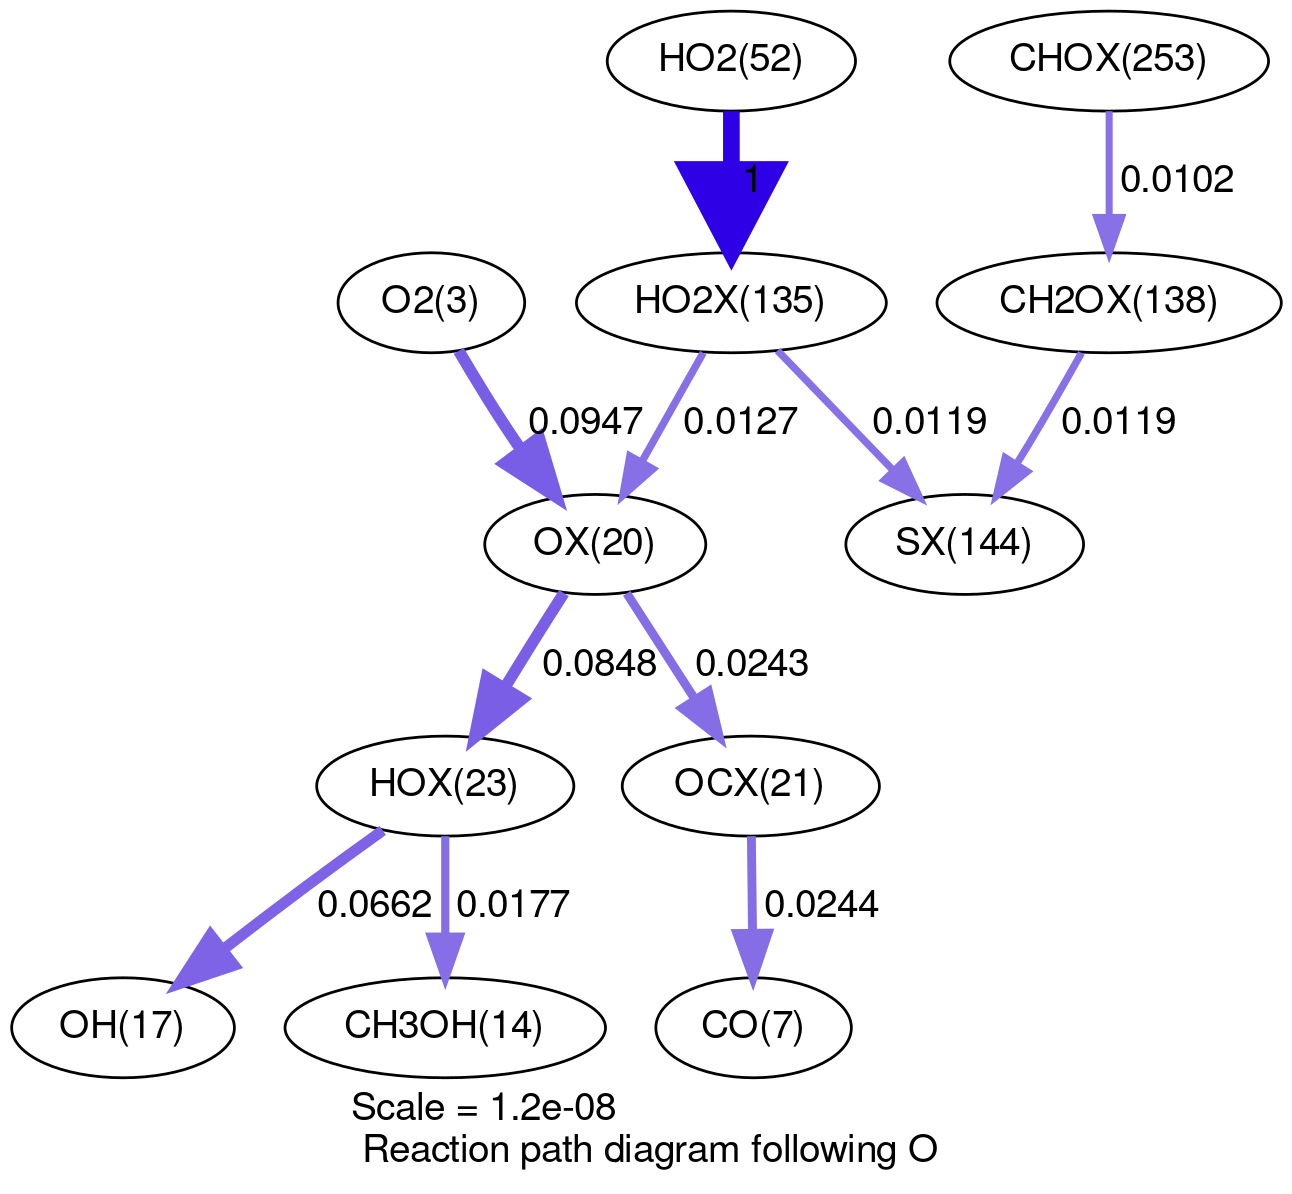 HO2(52)
CHOX(253)
1
0.0102
O2(3)
HO2X(135)
CH2OX(138)
0.0947
0.0127
0.0119
0.0119
OX(20)
SX(144)
0.0848
0.0243
HOX(23)
OCX(21)
0.0662
0.0177
0.0244
OH(17)
CH3OH(14)
CO(7)
Scale = 1.2e-08
Reaction path diagram following O